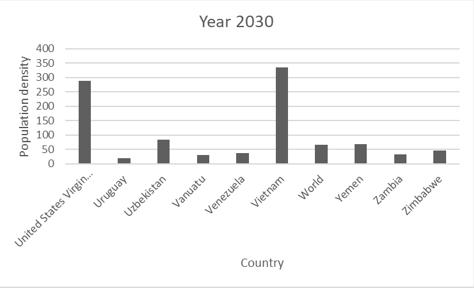 Year 2030
Population density
400
350
300
250
200
150
100
50
0
United States Virgin...
Uruguay
Uzbekistan
Vanuatu
Venezuela
Vietnam
World
Yemen
Zambia
Zimbabwe
Country